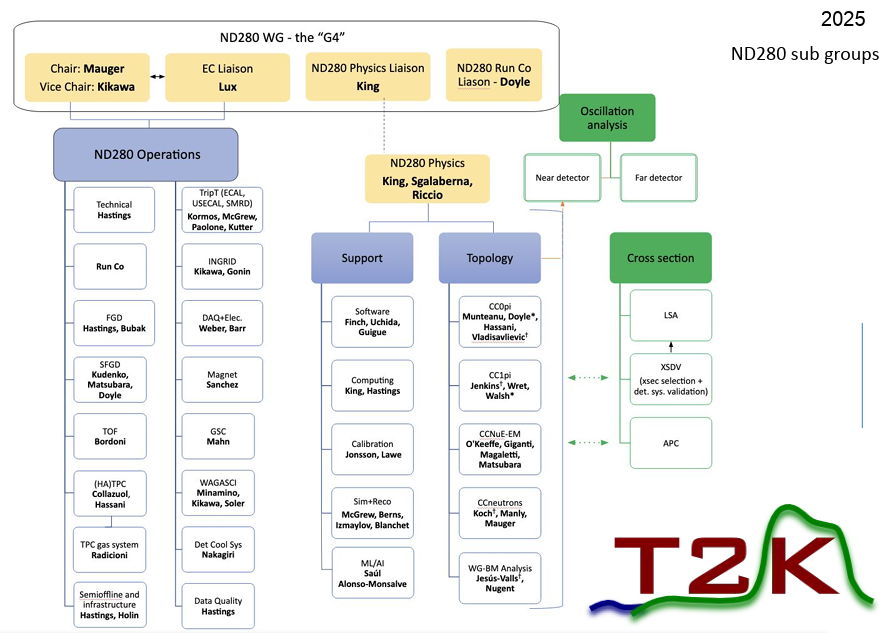 2025
ND280 sub groups
ND280 WG - the “G4”
Chair: Mauger
Vice Chair: Kikawa
EC Liaison
Lux
ND280 Physics Liaison
King
ND280 Run Co
Liason - Doyle
Oscillation
analysis
Near detector
Far detector
ND280 Operations
ND280 Physics
King, Sgalaberna,
Riccio
Technical
Hastings
Run Co
FGD
Hastings, Bubak
SFGD
Kudenko,
Matsubara,
Doyle
TOF
Bordoni
(HA)TPC
Collazuol,
Hassani
TPC gas system
Radicioni
Semioffline and
infrastructure
Hastings, Holin
TripT (ECAL,
USECAL, SMRD)
Kormos, McGrew,
Paolone, Kutter
INGRID
Kikawa, Gonin
DAQ+Elec.
Weber, Barr
Magnet
Sanchez
GSC
Mahn
WAGASCI
Minamino,
Kikawa, Soler
Det Cool Sys
Nakagiri
Data Quality
Hastings
Support
Software
Finch, Uchida,
Guigue
Computing
King, Hastings
Calibration
Jonsson, Lawe
Sim+Reco
McGrew, Berns,
Izmaylov, Blanchet
ML/AI
Saúl
Alonso-Monsalve
Topology
CC0pi
Munteanu, Doyle*,
Hassani,
Vladisavlievic†
CC1pi
Jenkins†, Wret,
Walsh*
CCNuE-EM
O'Keeffe, Giganti,
Magaletti,
Matsubara
CCneutrons
Koch†, Manly,
Mauger
WG-BM Analysis
Jesús-Valls†,
Nugent
Cross section
LSA
XSDV
(xsec selection +
det. sys. validation)
APC
T2K